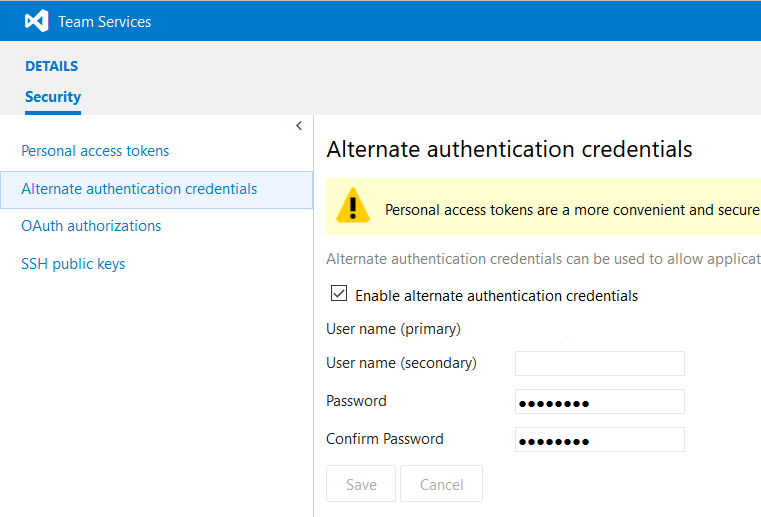 Team Services
DETAILS
Security
Personal access tokens
Alternate authentication credentials
OAuth authorizations
SSH public keys
Alternate authentication credentials
Personal access tokens are a more convenient and secure
Alternate authentication credentials can be used to allow applicat
Enable alternate authentication credentials
User name (primary)
User name (secondary)
Password ●●●●●●●●
Confirm Password ●●●●●●●●
Save Cancel